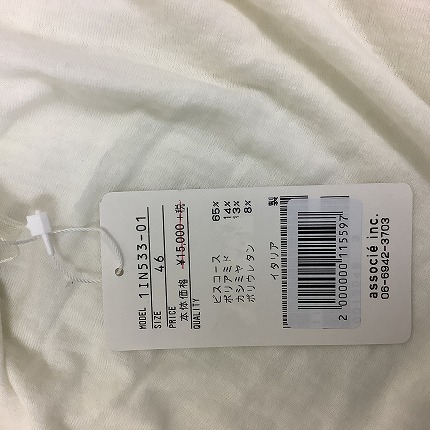 MODEL 1IN533-01
SIZE 46
PRICE
本体価格 ¥15,000+税
QUALITY
ビスコース 65%
ポリアミド 14%
カシミヤ 13%
ポリウレタン 8%
イタリア 製
2 000000 115597
associé inc.
06-6942-3703